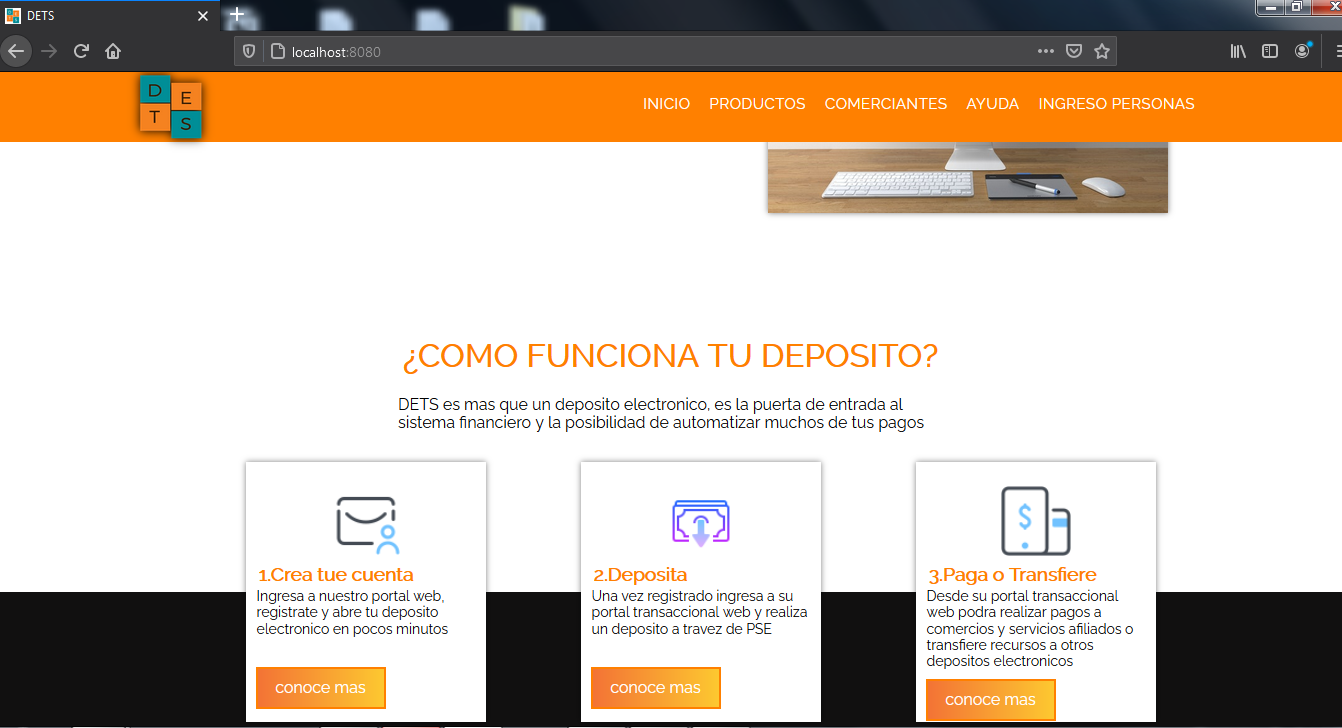 DETS
localhost:8080
D E
T S
INICIO PRODUCTOS COMERCIANTES AYUDA INGRESO PERSONAS
¿COMO FUNCIONA TU DEPOSITO?
DETS es mas que un deposito electronico, es la puerta de entrada al
sistema financiero y la posibilidad de automatizar muchos de tus pagos
1.Crea tue cuenta
Ingresa a nuestro portal web,
registrate y abre tu deposito
electronico en pocos minutos
conoce mas
2.Deposita
Una vez registrado ingresa a su
portal transaccional web y realiza
un deposito a travez de PSE
conoce mas
3.Paga o Transfiere
Desde su portal transaccional
web podra realizar pagos a
comercios y servicios afiliados o
transfiere recursos a otros
depositos electronicos
conoce mas